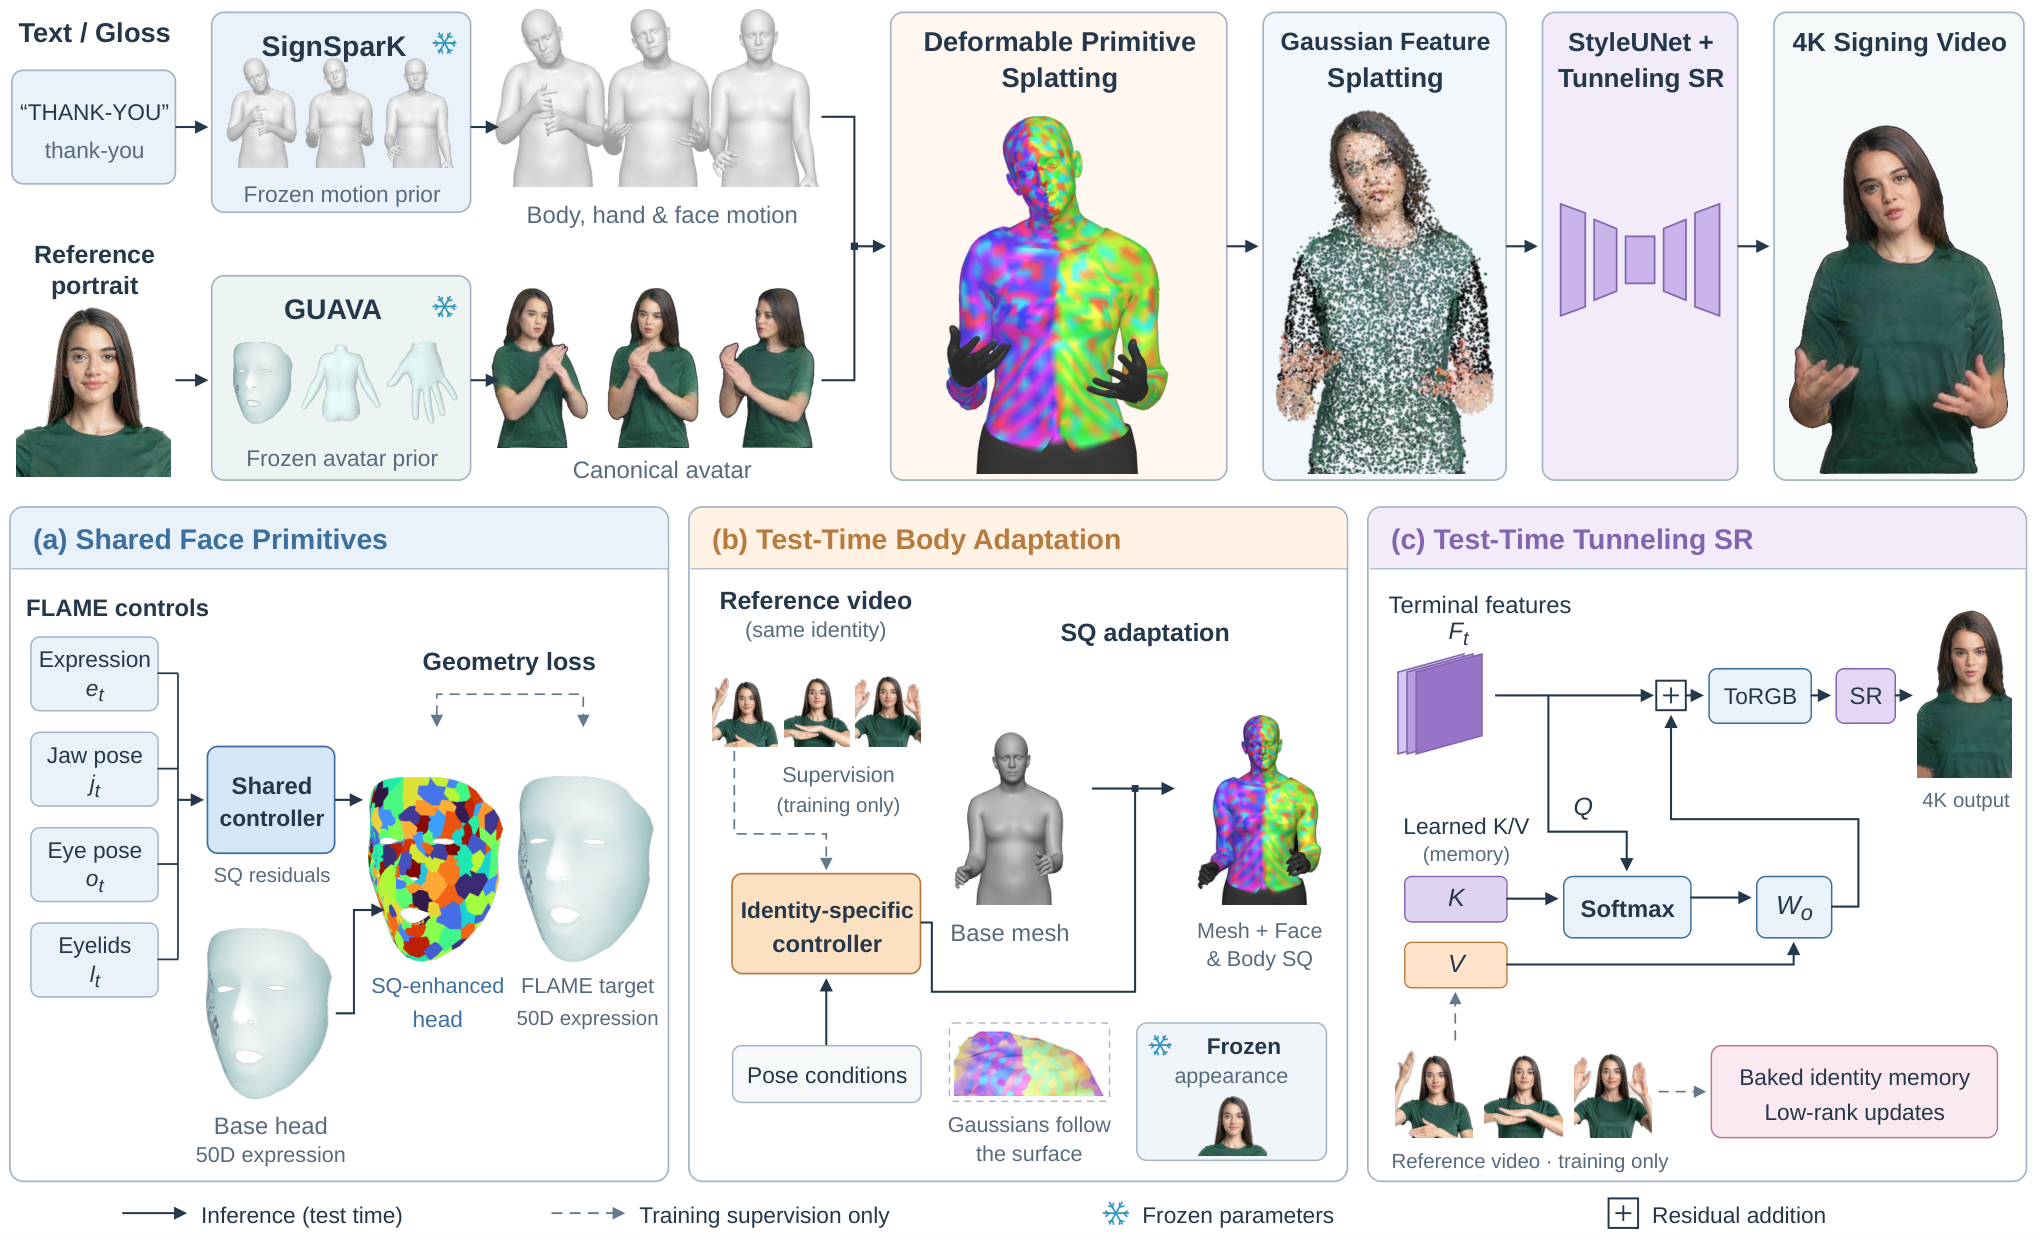 Text / Gloss
“THANK-YOU”
thank-you
SignSparK
Frozen motion prior
Body, hand & face motion
Reference
portrait
GUAVA
Frozen avatar prior
Canonical avatar
Deformable Primitive
Splatting
Gaussian Feature
Splatting
StyleUNet +
Tunneling SR
4K Signing Video
(a) Shared Face Primitives
FLAME controls
Expression
e_t
Jaw pose
j_t
Eye pose
o_t
Eyelids
l_t
Shared
controller
SQ residuals
Geometry loss
SQ-enhanced
head
FLAME target
50D expression
Base head
50D expression
(b) Test-Time Body Adaptation
Reference video
(same identity)
SQ adaptation
Supervision
(training only)
Identity-specific
controller
Pose conditions
Base mesh
Mesh + Face
& Body SQ
Gaussians follow
the surface
Frozen
appearance
(c) Test-Time Tunneling SR
Terminal features
F_t
+
ToRGB
SR
4K output
Q
Learned K/V
(memory)
K
Softmax
W_o
V
Baked identity memory
Low-rank updates
Reference video · training only
Inference (test time)
Training supervision only
Frozen parameters
+
Residual addition